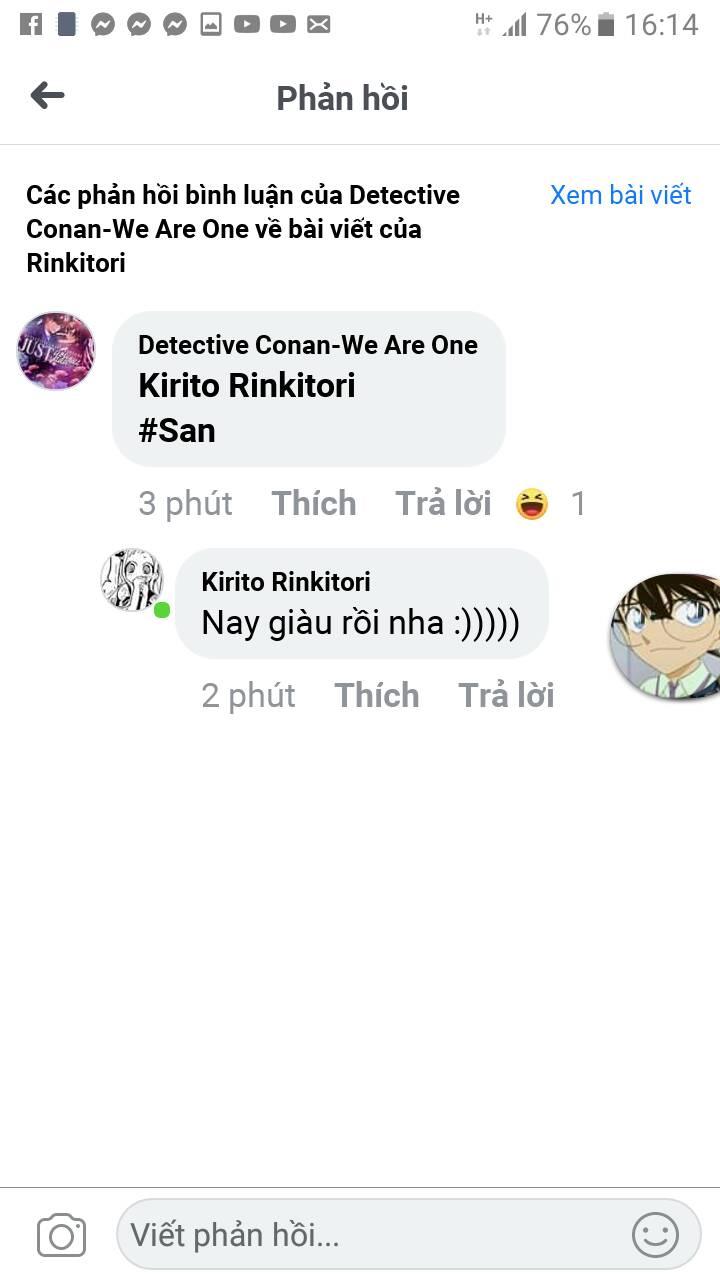 H+ 76% 16:14
Phản hồi
Các phản hồi bình luận của Detective Xem bài viết
Conan-We Are One về bài viết của
Rinkitori
JUST
Detective Conan-We Are One
Kirito Rinkitori
#San
3 phút Thích Trả lời 1
Kirito Rinkitori
Nay giàu rồi nha :)))))
2 phút Thích Trả lời
Viết phản hồi...